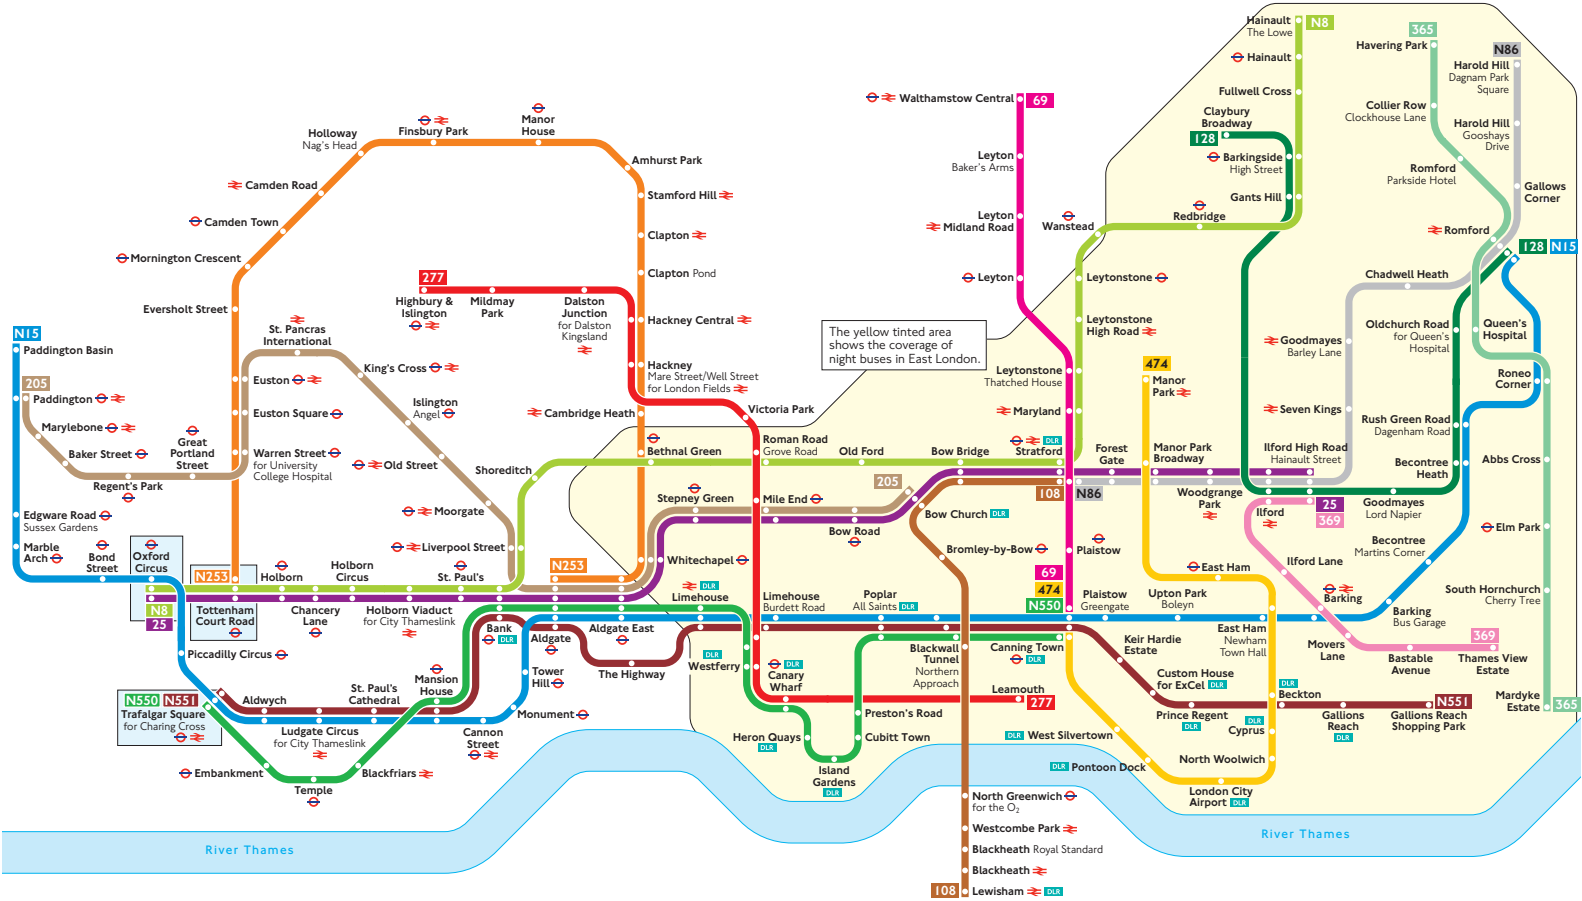 Hainault
The Lowe
N8
365
Havering Park
N86
Harold Hill
Dagnam Park
Square
Hainault
Fullwell Cross
Claybury
Broadway
128
Collier Row
Clockhouse Lane
Harold Hill
Gooshays
Drive
Walthamstow Central
69
Manor
House
Finsbury Park
Holloway
Nag's Head
Amhurst Park
Leyton
Baker's Arms
Barkingside
High Street
Romford
Parkside Hotel
Camden Road
Stamford Hill
Gants Hill
Gallows
Corner
Camden Town
Clapton
Leyton
Midland Road
Wanstead
Redbridge
Romford
128
N15
Mornington Crescent
Clapton Pond
277
Leyton
Leytonstone
Chadwell Heath
Eversholt Street
Highbury &
Islington
Mildmay
Park
Dalston
Junction
for Dalston
Kingsland
Hackney Central
Leytonstone
High Road
Oldchurch Road
for Queen's
Hospital
Queen's
Hospital
St. Pancras
International
The yellow tinted area
shows the coverage of
night buses in East London.
Goodmayes
Barley Lane
N15
Paddington Basin
King's Cross
Hackney
Mare Street/Well Street
for London Fields
Leytonstone
Thatched House
474
Manor
Park
Roneo
Corner
205
Paddington
Euston
Islington
Angel
Cambridge Heath
Victoria Park
Maryland
Seven Kings
Euston Square
Marylebone
Great
Portland
Street
Rush Green Road
Dagenham Road
Baker Street
Warren Street
for University
College Hospital
Old Street
Shoreditch
Bethnal Green
Roman Road
Grove Road
Old Ford
Bow Bridge
DLR
Stratford
Forest
Gate
Manor Park
Broadway
Ilford High Road
Hainault Street
Becontree
Heath
Abbs Cross
Regent's Park
205
108
N86
Stepney Green
Mile End
Woodgrange
Park
Goodmayes
Lord Napier
Edgware Road
Sussex Gardens
Moorgate
Bow Church DLR
Ilford
25
369
Elm Park
Bow Road
Marble
Arch
Bond
Street
Oxford
Circus
Liverpool Street
Whitechapel
Bromley-by-Bow
Plaistow
Becontree
Martins Corner
N253
Holborn
Holborn
Circus
St. Paul's
N253
69
474
N550
East Ham
Ilford Lane
N8
25
Tottenham
Court Road
Chancery
Lane
Holborn Viaduct
for City Thameslink
DLR
Limehouse
Limehouse
Burdett Road
Poplar
All Saints DLR
Plaistow
Greengate
Upton Park
Boleyn
Barking
South Hornchurch
Cherry Tree
Bank
DLR
Aldgate
Aldgate East
East Ham
Newham
Town Hall
Barking
Bus Garage
Piccadilly Circus
The Highway
DLR
Westferry
DLR
Canary
Wharf
Blackwall
Tunnel
Northern
Approach
Canning Town
DLR
Keir Hardie
Estate
Movers
Lane
369
Bastable
Avenue
Thames View
Estate
Mansion
House
Tower
Hill
Custom House
for ExCel DLR
N550
N551
Trafalgar Square
for Charing Cross
Aldwych
St. Paul's
Cathedral
Monument
Leamouth
277
Beckton
DLR
N551
Mardyke
Estate
365
Ludgate Circus
for City Thameslink
Cannon
Street
Preston's Road
Prince Regent
DLR
Cyprus
DLR
Gallions
Reach
DLR
Gallions Reach
Shopping Park
Heron Quays
DLR
Cubitt Town
DLR West Silvertown
Embankment
Blackfriars
Island
Gardens
DLR
DLR Pontoon Dock
North Woolwich
Temple
North Greenwich
for the O2
London City
Airport DLR
Westcombe Park
River Thames
River Thames
Blackheath Royal Standard
Blackheath
108
Lewisham DLR